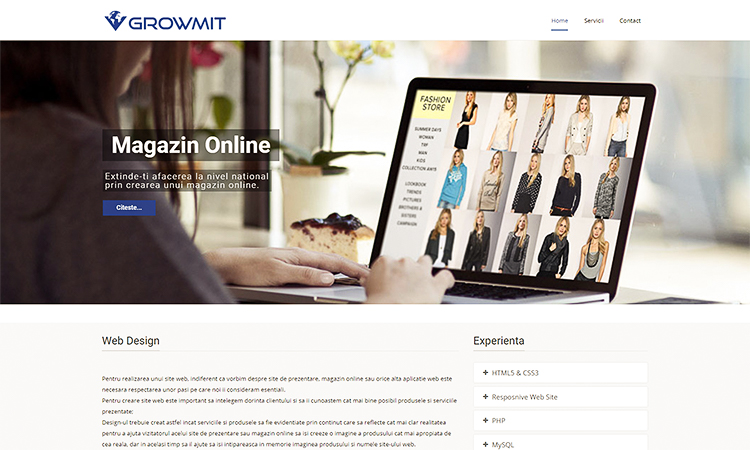 GROWMIT
Home
Servicii
Contact
Magazin Online
Extinde-ti afacerea la nivel national
prin crearea unui magazin online.
Citeste...
FASHION
STORE
SUMMER DAYS
WOMAN
TOP
MAN
KIDS
COLLECTION AW15
LOOKBOOK
TRENDS
PICTURES
BROTHERS &
SISTERS
CAMPAIGN
Web Design
Pentru realizarea unui site web, indiferent ca vorbim despre site de prezentare, magazin online sau orice alta aplicatie web este
necesara respectarea unor pasi pe care noi ii consideram esentiali.
Pentru creare site web este important sa intelegem dorinta clientului si sa ii cunoastem cat mai bine posibil produsele si serviciile
prezentate;
Design-ul trebuie creat astfel incat serviciile si produsele sa fie evidentiate prin continut care sa reflecte cat mai clar realitatea
pentru a ajuta vizitatorul acelui site de prezentare sau magazin online sa isi creeze o imagine a produsului cat mai apropiata de
cea reala, dar in acelasi timp sa il ajute sa isi intipareasca in memorie imaginea produsului si numele site-ului web.
Experienta
HTML5 & CSS3
Resposnive Web Site
PHP
MySQL